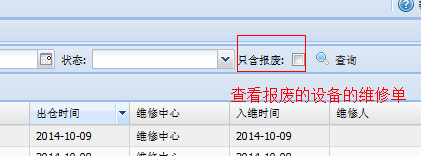 状态: 只含报废: 查询
查看报废的设备的维修单
出仓时间 维修中心 入维时间 维修人
2014-10-09 维修中心 2014-10-09